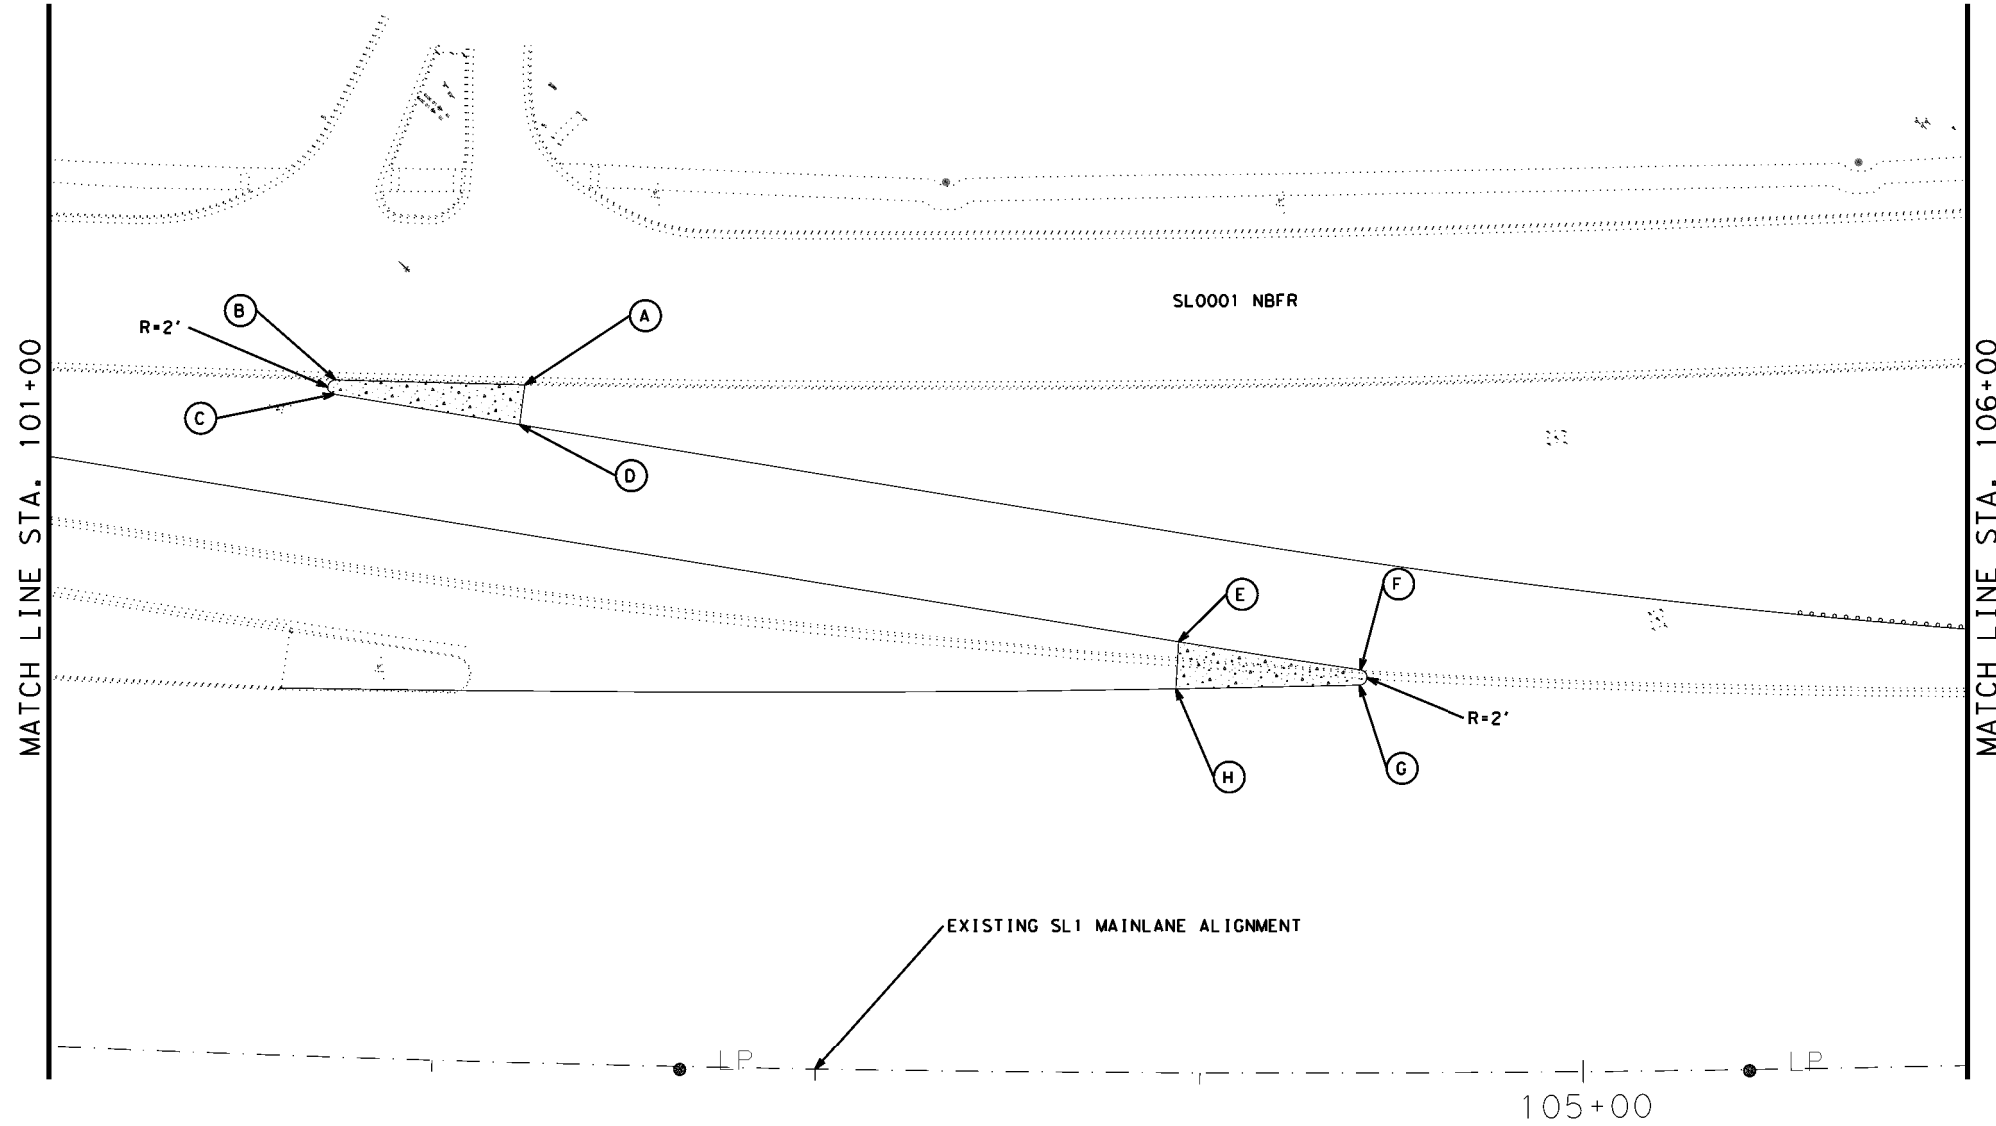 SL0001 NBFR
B
A
R=2'
C
D
MATCH LINE STA. 101+00
MATCH LINE STA. 106+00
E
F
R=2'
H
G
EXISTING SL1 MAINLANE ALIGNMENT
LP
LP
105+00